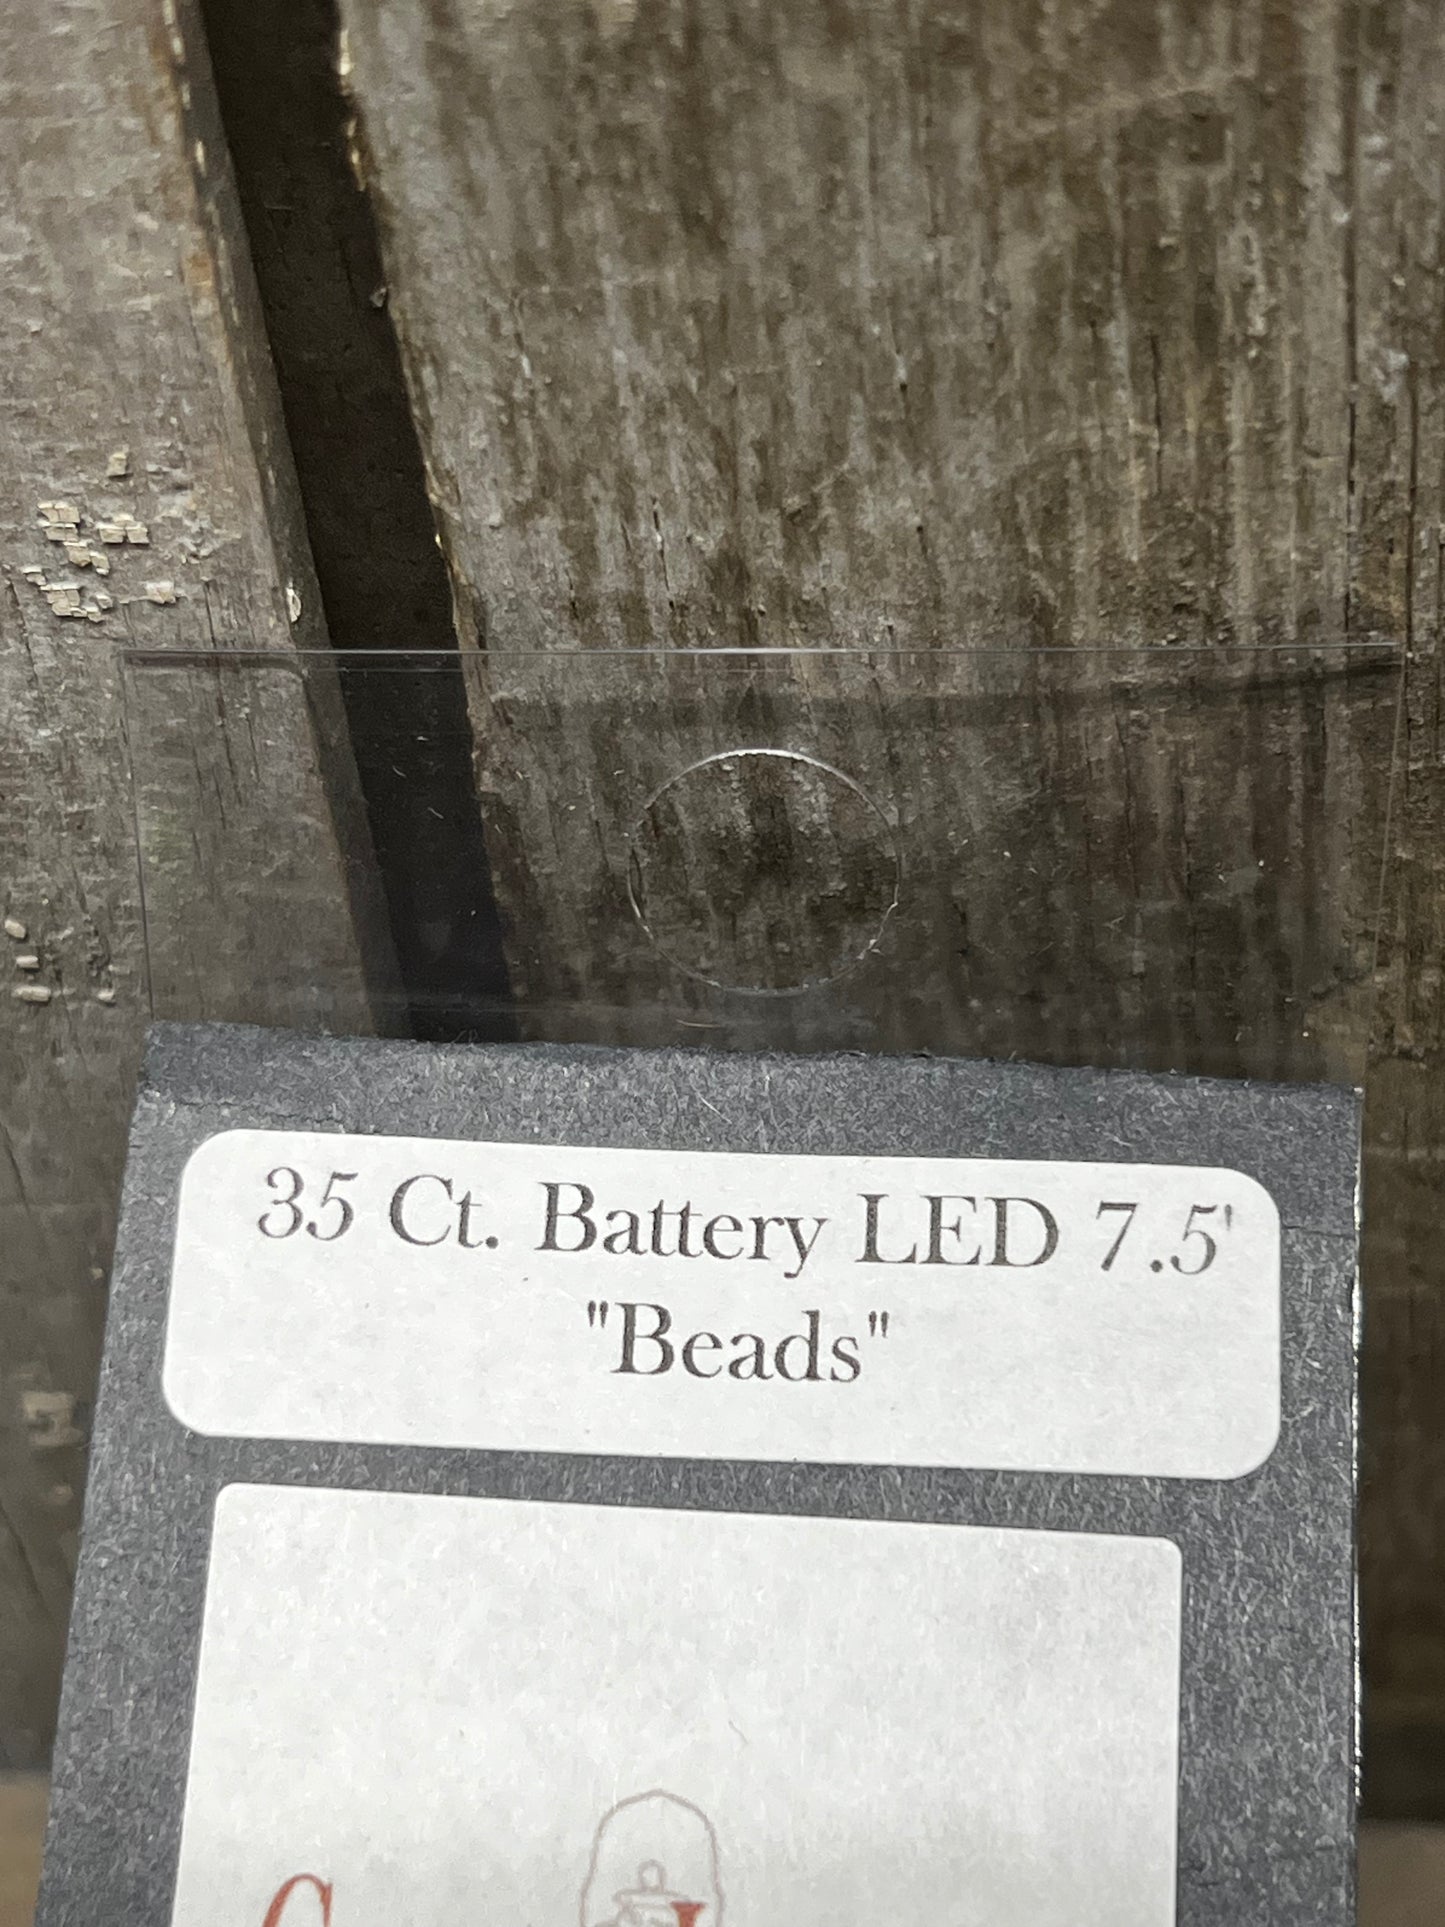 35 Ct. Battery LED 7.5'
"Beads"